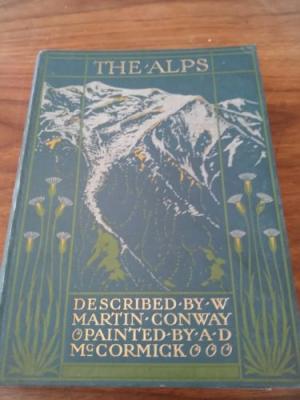 THE·ALPS
DESCRIBED·BY·W
MARTIN·CONWAY
PAINTED·BY·A·D
McCORMICK